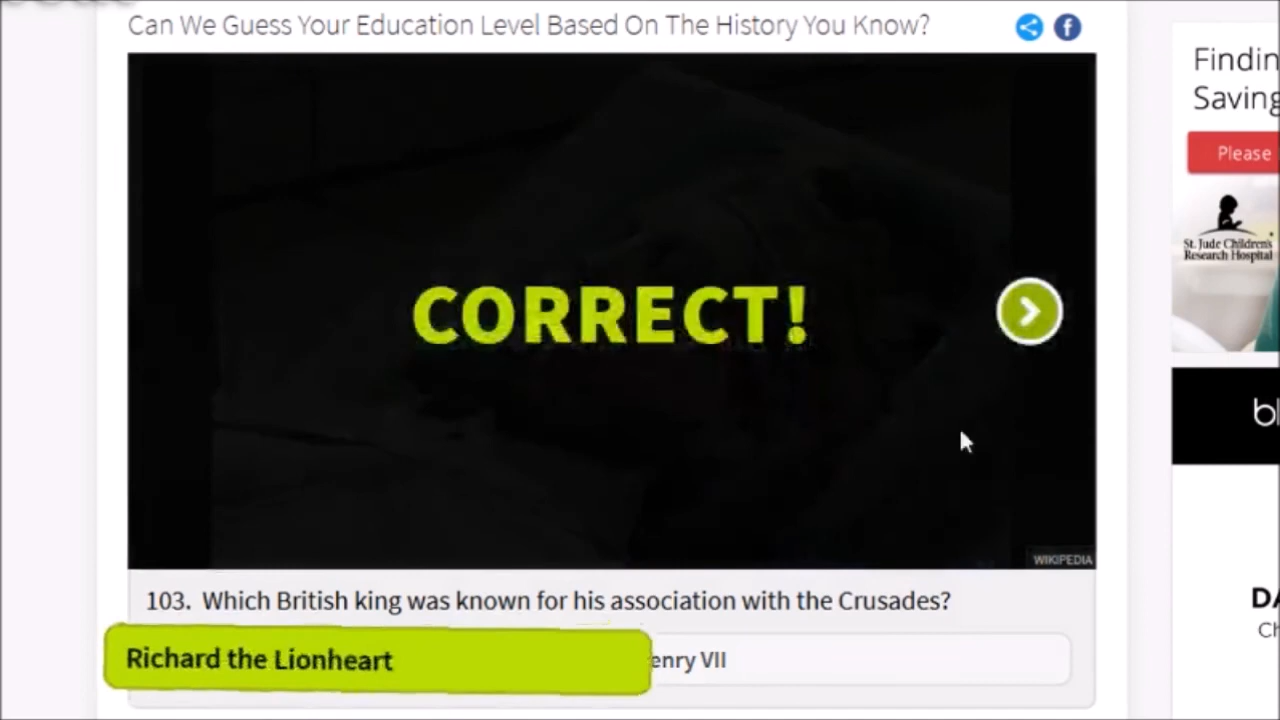 Can We Guess Your Education Level Based On The History You Know?
f
Findin
Saving
Please
St. Jude Children's
Research Hospital
CORRECT!
WIKIPEDIA
bl
103. Which British king was known for his association with the Crusades?
Richard the Lionheart
enry VII
DA
Ch